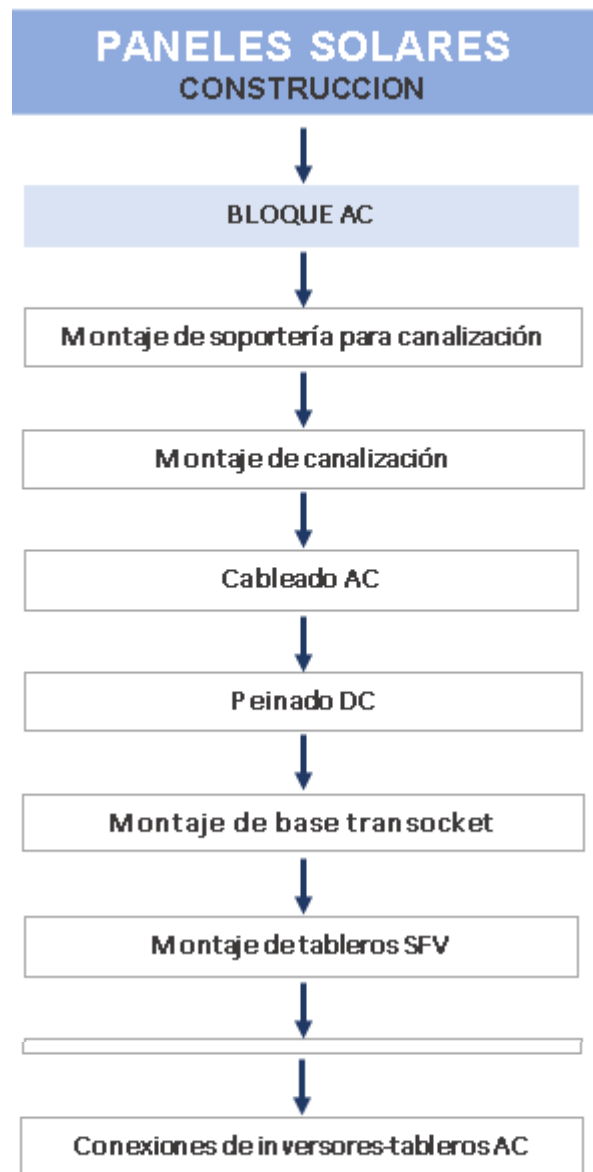 PANELES SOLARES
CONSTRUCCION
BLOQUE AC
Montaje de soportería para canalización
Montaje de canalización
Cableado AC
Peinado DC
Montaje de base transocket
Montaje de tableros SFV
Conexiones de inversores-tableros AC